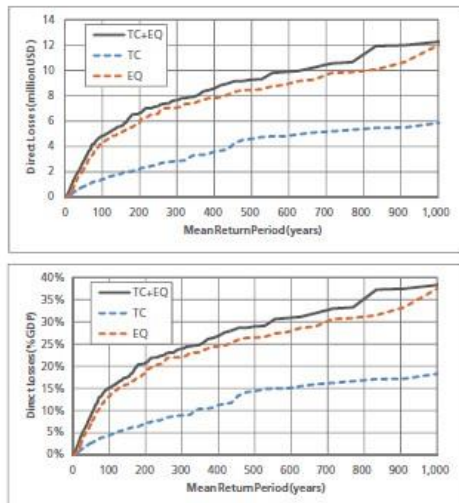 14
12
10
8
6
4
2
0
Direct Losses (million USD)
TC+EQ
TC
EQ
0 100 200 300 400 500 600 700 800 900 1,000
Mean Return Period (years)
40%
35%
30%
25%
20%
15%
10%
5%
0%
Direct Losses (% GDP)
TC+EQ
TC
EQ
0 100 200 300 400 500 600 700 800 900 1,000
Mean Return Period (years)